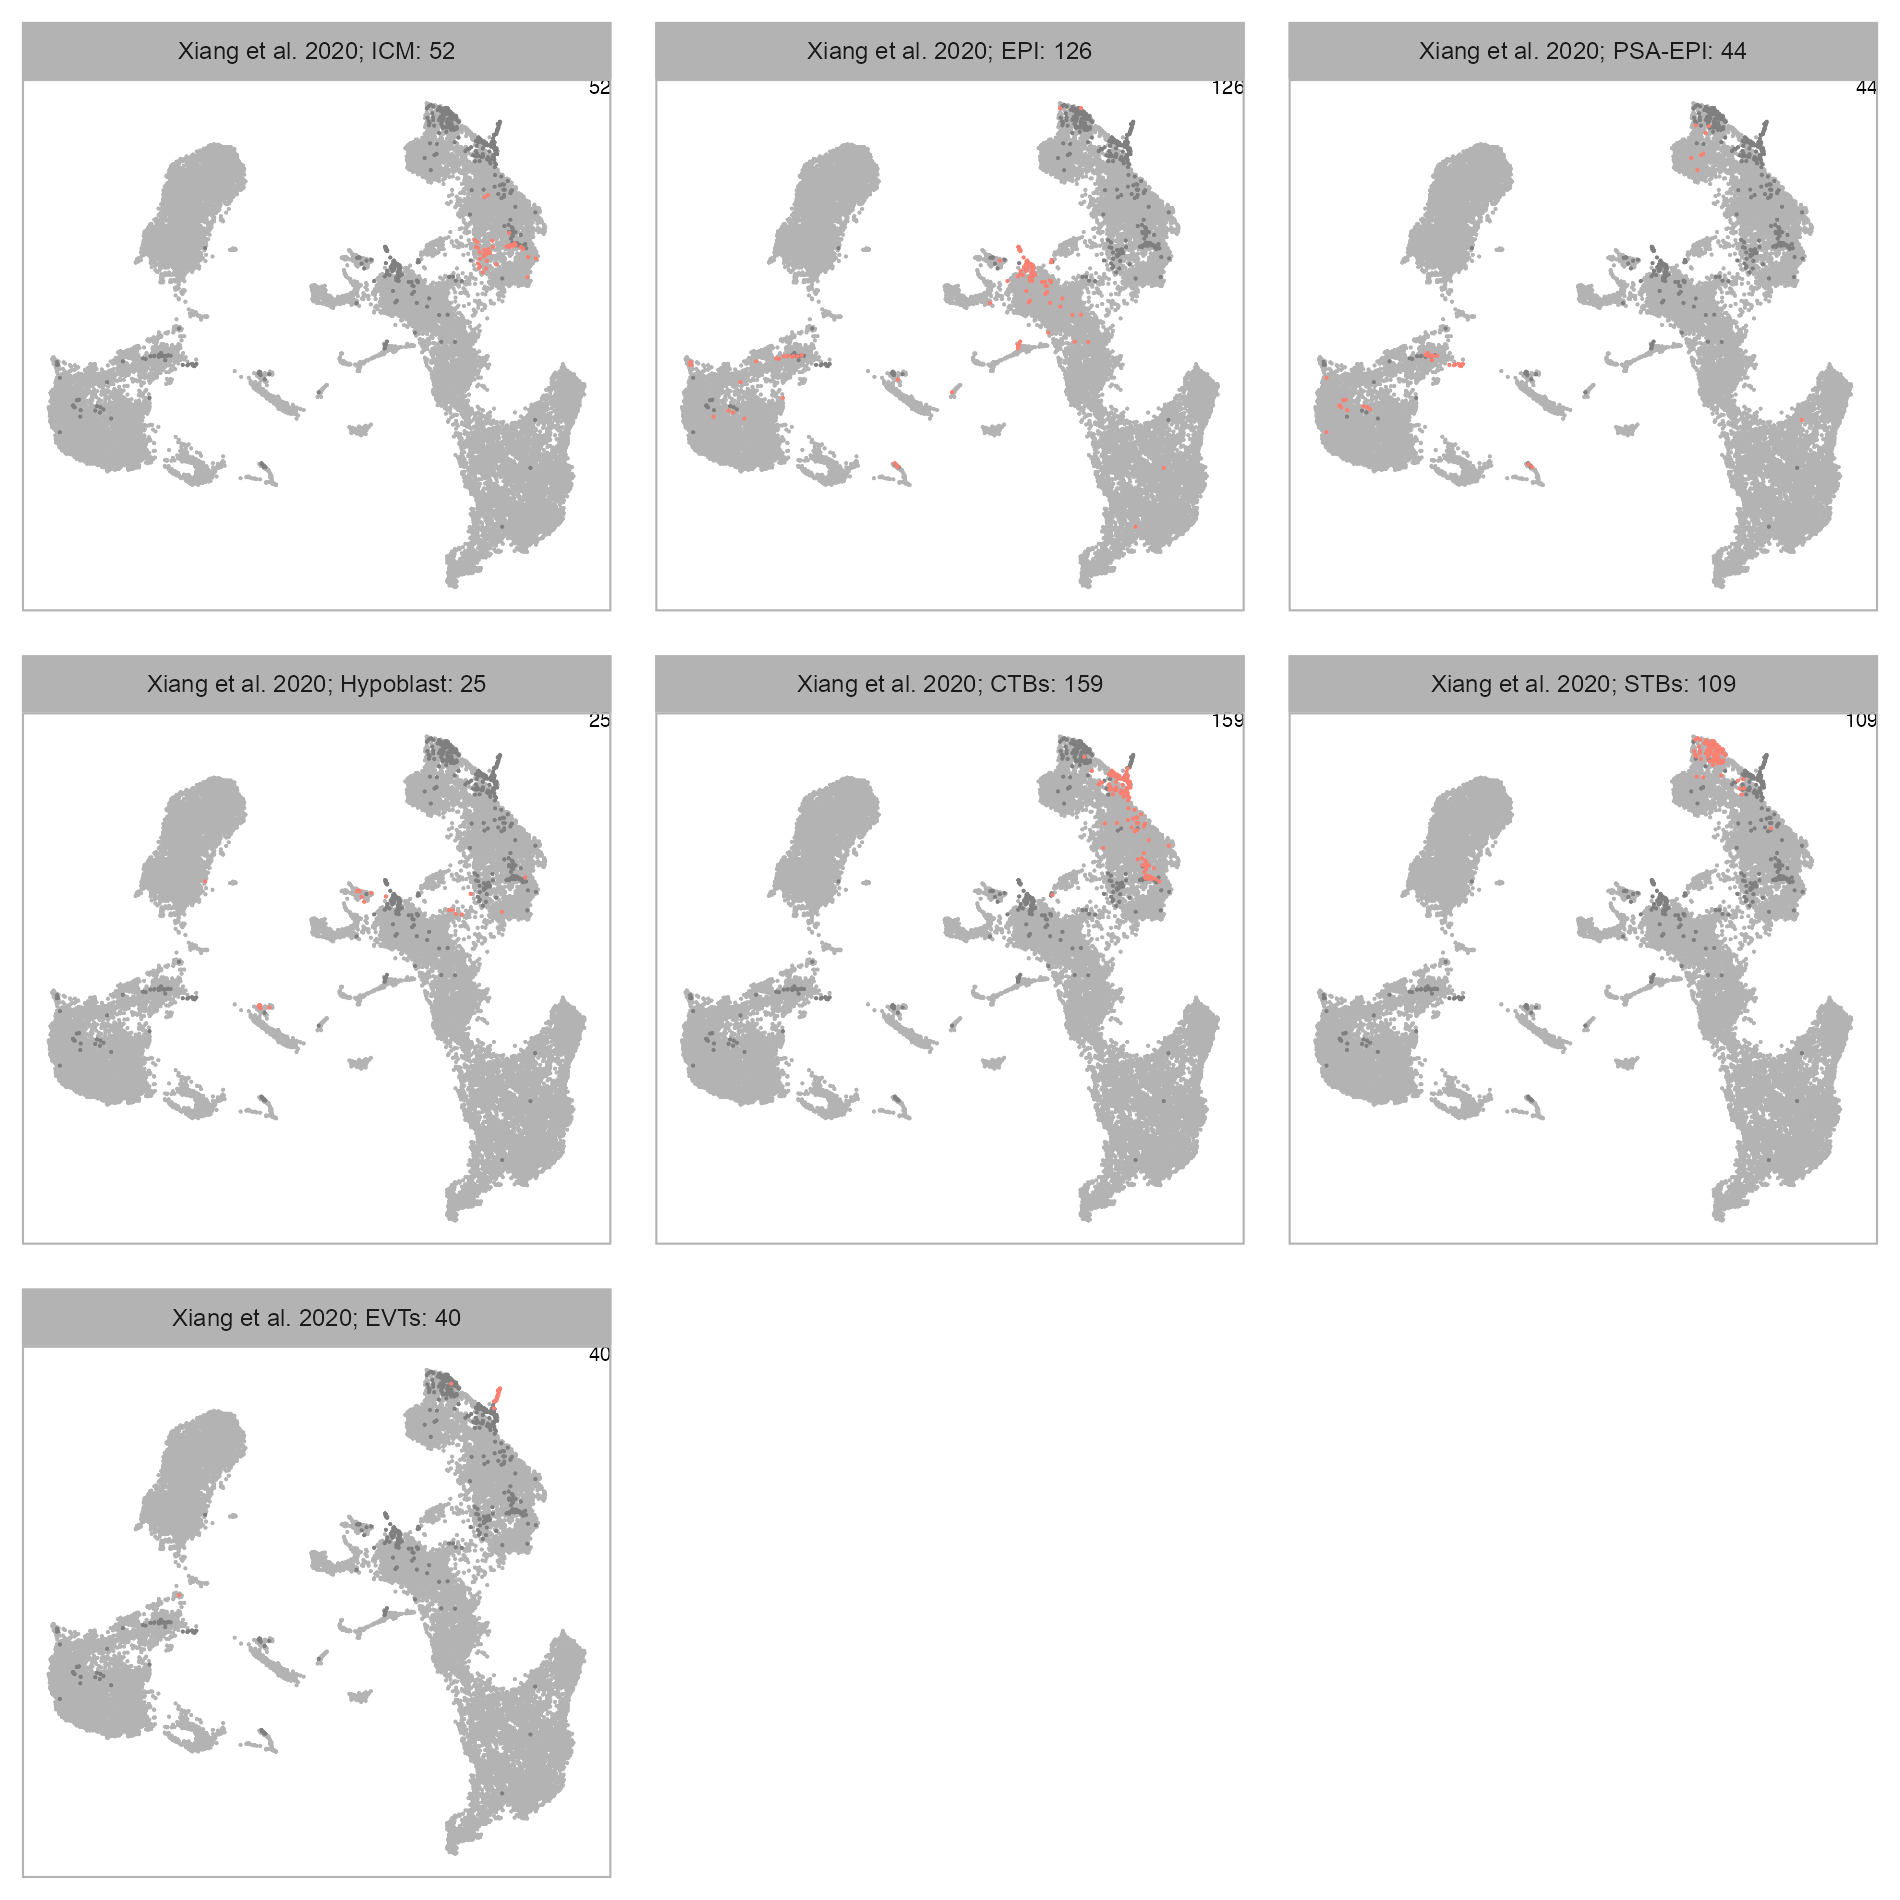 Xiang et al. 2020; ICM: 52
52
Xiang et al. 2020; EPI: 126
126
Xiang et al. 2020; PSA-EPI: 44
44
Xiang et al. 2020; Hypoblast: 25
25
Xiang et al. 2020; CTBs: 159
159
Xiang et al. 2020; STBs: 109
109
Xiang et al. 2020; EVTs: 40
40